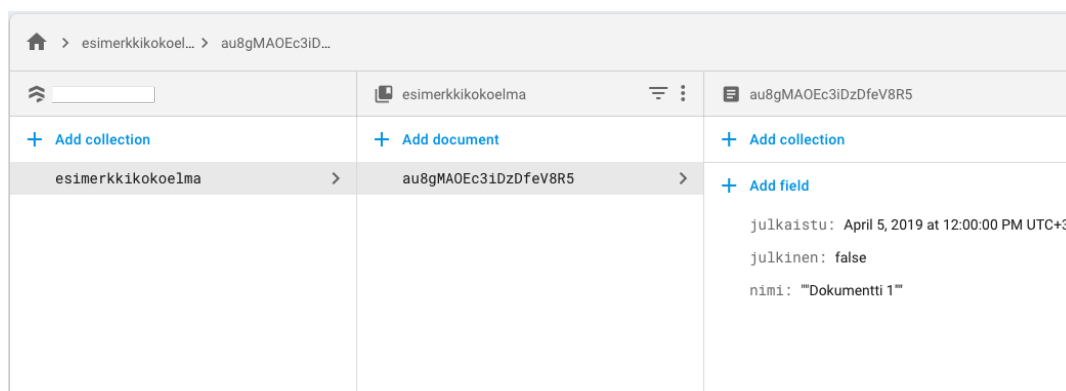 esimerkkikokoel... > au8gMAOEc3iD...
esimerkkikokoelma
au8gMAOEc3iDzDfeV8R5
+ Add collection
+ Add document
+ Add collection
esimerkkikokoelma
au8gMAOEc3iDzDfeV8R5
+ Add field
julkaistu: April 5, 2019 at 12:00:00 PM UTC+3
julkinen: false
nimi: ""Dokumentti 1""